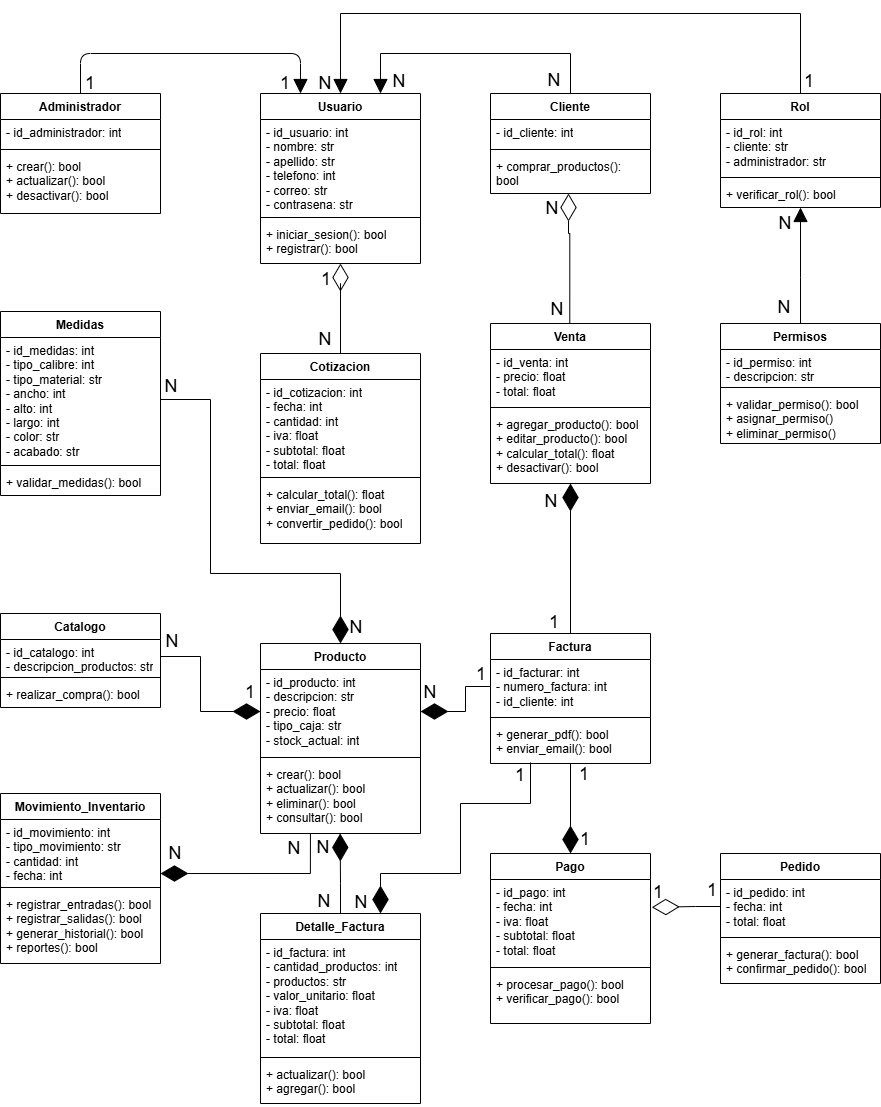 1
1
N
N
N
1
Administrador
- id_administrador: int
+ crear(): bool
+ actualizar(): bool
+ desactivar(): bool
Usuario
- id_usuario: int
- nombre: str
- apellido: str
- telefono: int
- correo: str
- contrasena: str
+ iniciar_sesion(): bool
+ registrar(): bool
Cliente
- id_cliente: int
+ comprar_productos():
bool
Rol
- id_rol: int
- cliente: str
- administrador: str
+ verificar_rol(): bool
N
N
1
N
N
N
Medidas
- id_medidas: int
- tipo_calibre: int
- tipo_material: str
- ancho: int
- alto: int
- largo: int
- color: str
- acabado: str
+ validar_medidas(): bool
N
Cotizacion
- id_cotizacion: int
- fecha: int
- cantidad: int
- iva: float
- subtotal: float
- total: float
+ calcular_total(): float
+ enviar_email(): bool
+ convertir_pedido(): bool
Venta
- id_venta: int
- precio: float
- total: float
+ agregar_producto(): bool
+ editar_producto(): bool
+ calcular_total(): float
+ desactivar(): bool
Permisos
- id_permiso: int
- descripcion: str
+ validar_permiso(): bool
+ asignar_permiso()
+ eliminar_permiso()
N
1
N
Catalogo
- id_catalogo: int
- descripcion_productos: str
+ realizar_compra(): bool
N
1
Producto
- id_producto: int
- descripcion: str
- precio: float
- tipo_caja: str
- stock_actual: int
+ crear(): bool
+ actualizar(): bool
+ eliminar(): bool
+ consultar(): bool
N
1
Factura
- id_facturar: int
- numero_factura: int
- id_cliente: int
+ generar_pdf(): bool
+ enviar_email(): bool
1
1
Movimiento_Inventario
- id_movimiento: int
- tipo_movimiento: str
- cantidad: int
- fecha: int
+ registrar_entradas(): bool
+ registrar_salidas(): bool
+ generar_historial(): bool
+ reportes(): bool
N
N
N
1
N
N
Detalle_Factura
- id_factura: int
- cantidad_productos: int
- productos: str
- valor_unitario: float
- iva: float
- subtotal: float
- total: float
+ actualizar(): bool
+ agregar(): bool
Pago
- id_pago: int
- fecha: int
- iva: float
- subtotal: float
- total: float
+ procesar_pago(): bool
+ verificar_pago(): bool
1
1
Pedido
- id_pedido: int
- fecha: int
- total: float
+ generar_factura(): bool
+ confirmar_pedido(): bool